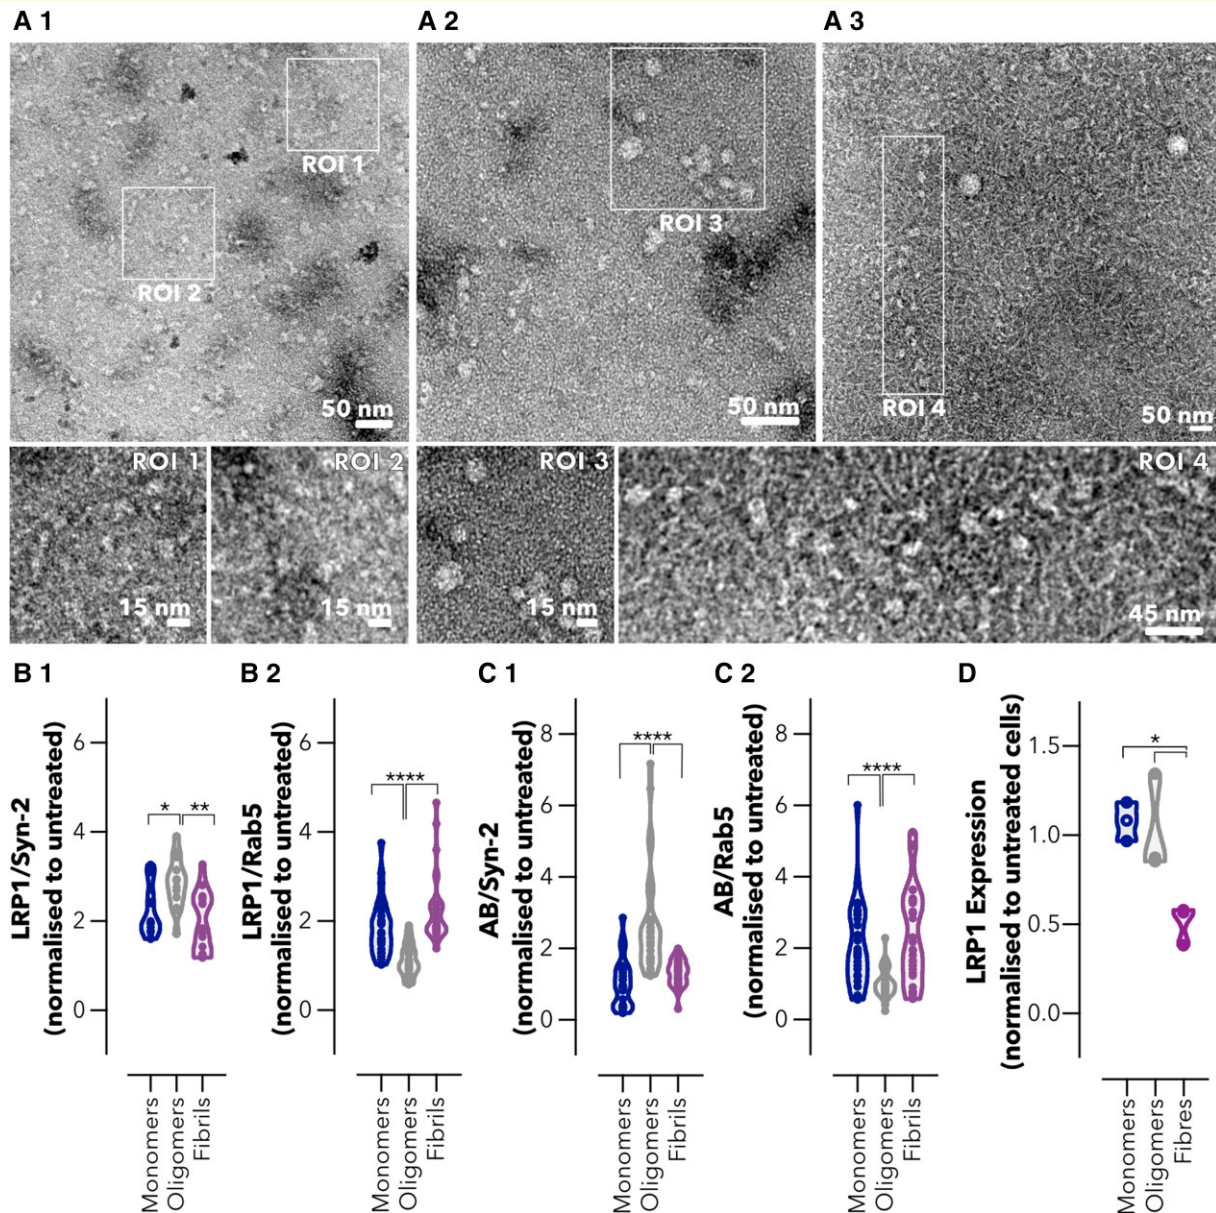 A 1
A 2
A 3
ROI 1
ROI 2
50 nm
ROI 3
50 nm
ROI 4
50 nm
ROI 1
15 nm
ROI 2
15 nm
ROI 3
15 nm
ROI 4
45 nm
B 1
LRP1/Syn-2
(normalised to untreated)
6
4
2
0
*
**
Monomers
Oligomers
Fibrils
B 2
LRP1/Rab5
(normalised to untreated)
6
4
2
0
****
Monomers
Oligomers
Fibrils
C 1
AB/Syn-2
(normalised to untreated)
8
6
4
2
0
****
Monomers
Oligomers
Fibrils
C 2
AB/Rab5
(normalised to untreated)
8
6
4
2
0
****
Monomers
Oligomers
Fibrils
D
LRP1 Expression
(normalised to untreated cells)
1.5
1.0
0.5
0.0
*
Monomers
Oligomers
Fibres